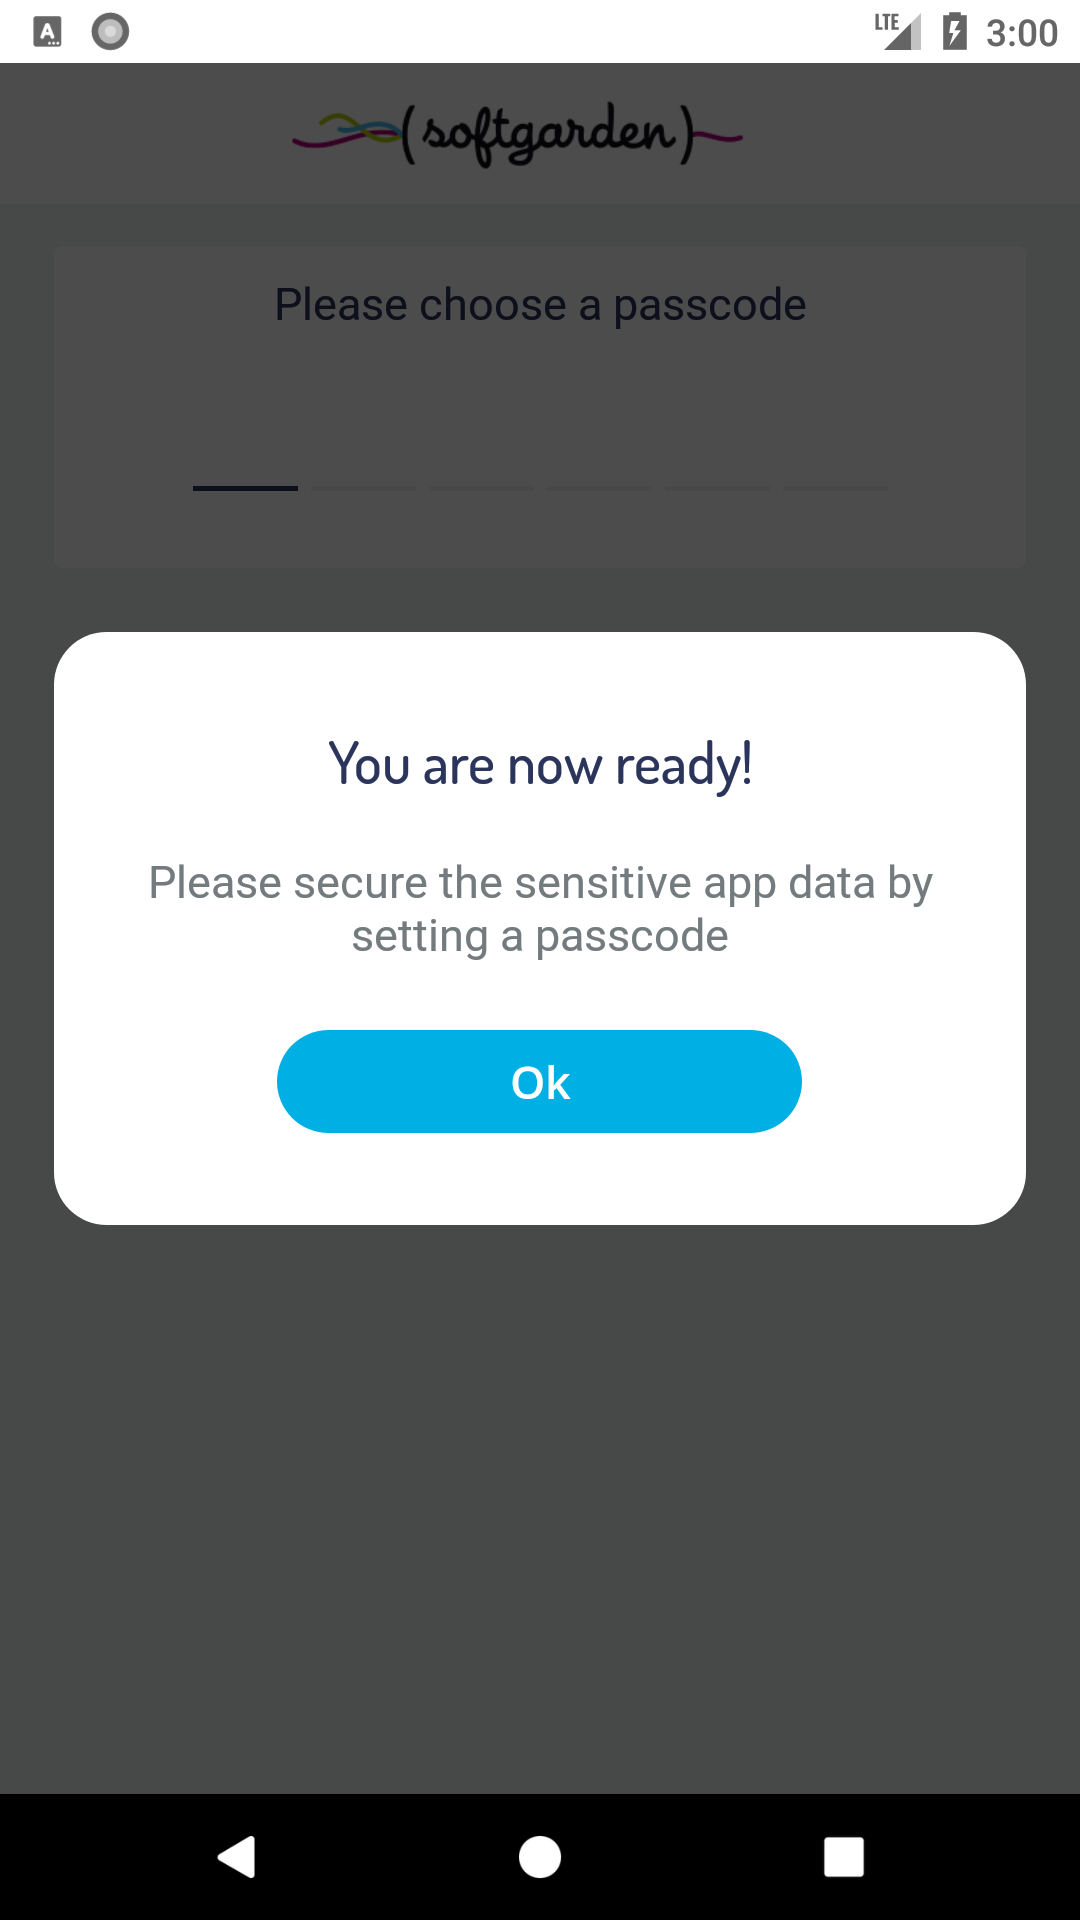 LTE 3:00
(softgarden)
Please choose a passcode
You are now ready!
Please secure the sensitive app data by
setting a passcode
Ok